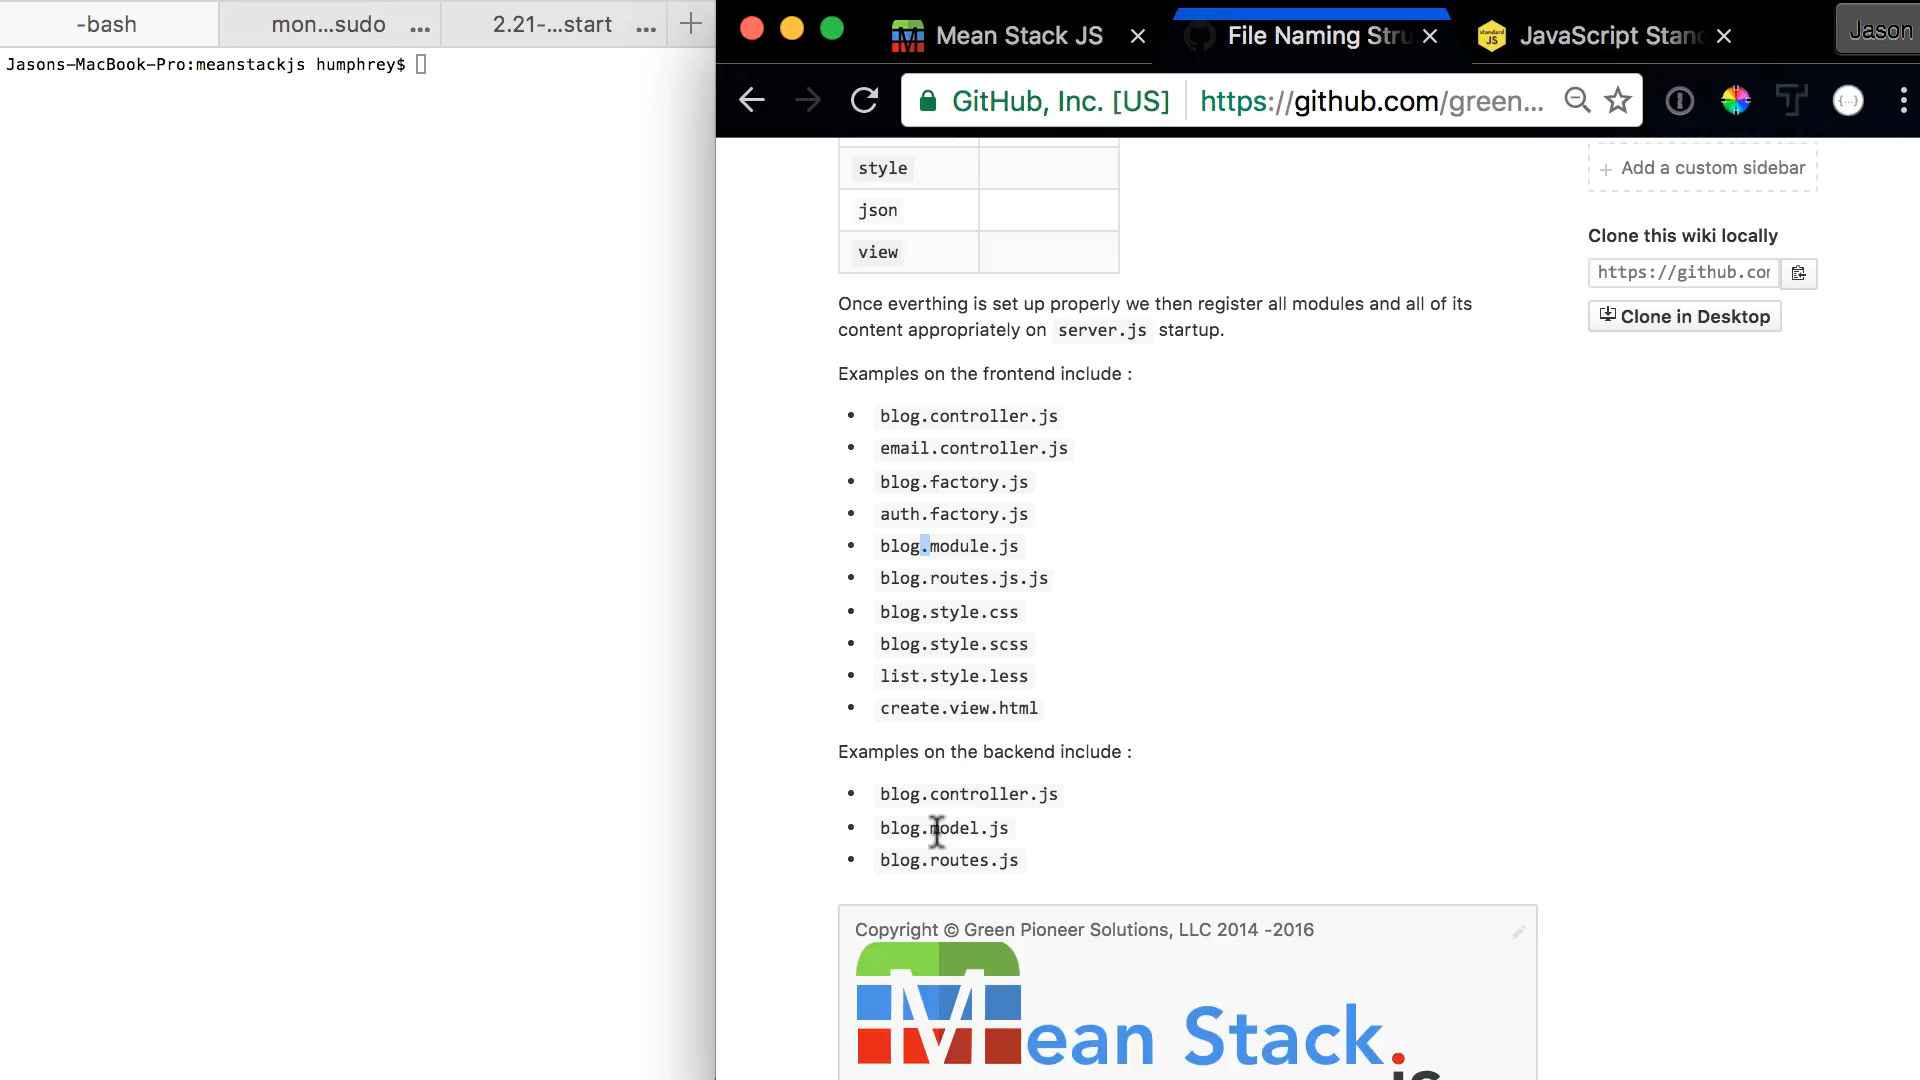 -bash
mon...sudo ...
2.21-...start ...
Jasons-MacBook-Pro:meanstackjs humphrey$
Mean Stack JS
File Naming Stru
JavaScript Stan
Jason
GitHub, Inc. [US]
https://github.com/green...
style
json
view
Once everthing is set up properly we then register all modules and all of its
content appropriately on server.js startup.
Examples on the frontend include :
• blog.controller.js
• email.controller.js
• blog.factory.js
• auth.factory.js
• blog.module.js
• blog.routes.js.js
• blog.style.css
• blog.style.scss
• list.style.less
• create.view.html
Examples on the backend include :
• blog.controller.js
• blog.model.js
• blog.routes.js
Copyright © Green Pioneer Solutions, LLC 2014 -2016
Mean Stack.
js
+ Add a custom sidebar
Clone this wiki locally
https://github.co
Clone in Desktop